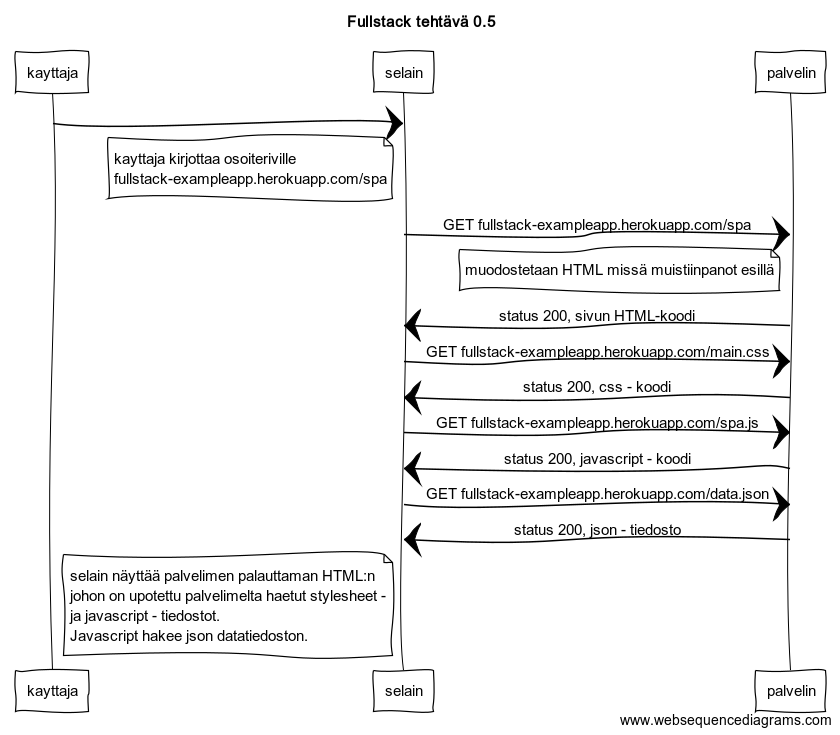 Fullstack tehtävä 0.5
kayttaja
selain
palvelin
kayttaja kirjottaa osoiteriville
fullstack-exampleapp.herokuapp.com/spa
GET fullstack-exampleapp.herokuapp.com/spa
muodostetaan HTML missä muistiinpanot esillä
status 200, sivun HTML-koodi
GET fullstack-exampleapp.herokuapp.com/main.css
status 200, css - koodi
GET fullstack-exampleapp.herokuapp.com/spa.js
status 200, javascript - koodi
GET fullstack-exampleapp.herokuapp.com/data.json
status 200, json - tiedosto
selain näyttää palvelimen palauttaman HTML:n
johon on upotettu palvelimelta haetut stylesheet -
ja javascript - tiedostot.
Javascript hakee json datatiedoston.
kayttaja
selain
palvelin
www.websequencediagrams.com